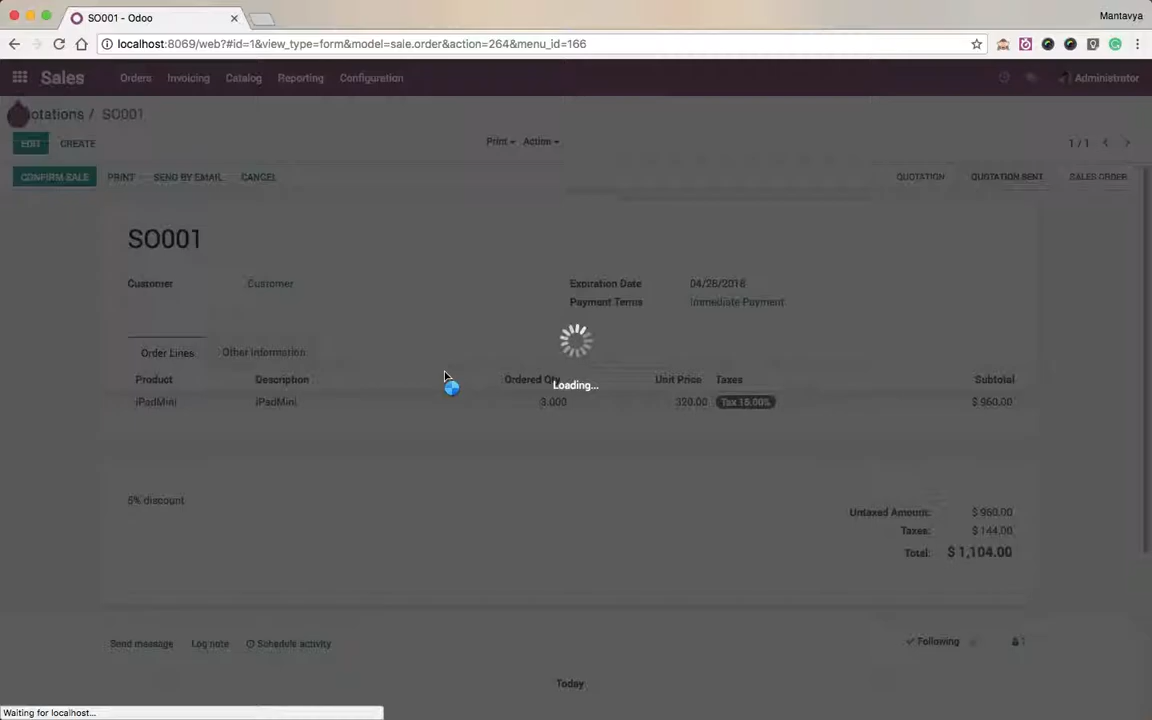 SO001 - Odoo
Mantavya
localhost:8069/web?#id=1&view_type=form&model=sale.order&action=264&menu_id=166
Sales Orders Invoicing Catalog Reporting Configuration Administrator
otations / SO001
EDIT CREATE Print Action 1 / 1
CONFIRM SALE PRINT SEND BY EMAIL CANCEL QUOTATION QUOTATION SENT SALES ORDER
SO001
Customer Customer Expiration Date 04/28/2018
Payment Terms Immediate Payment
Order Lines Other Information
Product Description Ordered Qty Unit Price Taxes Subtotal
Loading...
iPadMini iPadMini 3.000 320.00 Tax 15.00% $ 960.00
5% discount
Untaxed Amount: $ 960.00
Taxes: $ 144.00
Total: $ 1,104.00
Send message Log note Schedule activity Following 1
Today
Waiting for localhost...